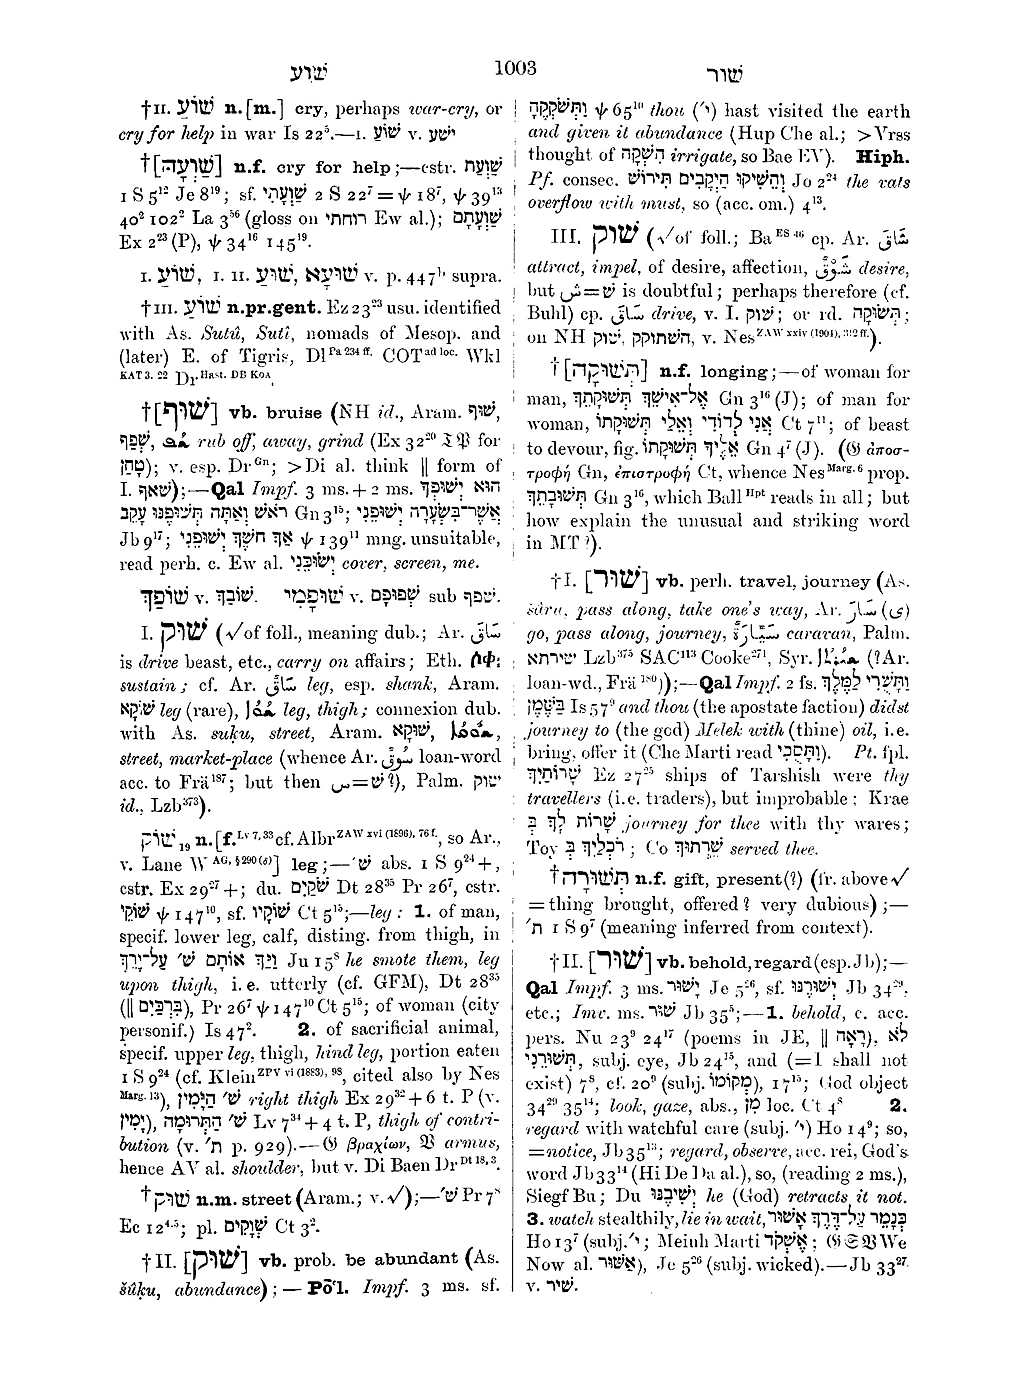 שׁוע
1003
שׁור
†II. שׁוֹעַ n.[m.] cry, perhaps war-cry, or
cry for help in war Is 22⁵.—I. שׁוֹעַ v. ישׁע
†[שַׁוְעָה] n.f. cry for help;—cstr. שַׁוְעַת
1 S 5¹² Je 8¹⁹; sf. שַׁוְעָתִי 2 S 22⁷ = ψ 18⁷, ψ 39¹³
40² 102² La 3⁵⁶ (gloss on רוחתי Ew al.); שַׁוְעָתָם
Ex 2²³ (P), ψ 34¹⁶ 145¹⁹.
I. שׁוֹעַ, I. II. שׁוּעַ, שׁוּעָא v. p. 447ᵇ supra.
†III. שׁוֹעַ n.pr.gent. Ez 23²³ usu. identified
with As. Sutû, Sutî, nomads of Mesop. and
(later) E. of Tigris, Dl Pa 234 ff. COT ad loc. Wkl
KAT 3. 22 Dr Hast. DB Koa.
†[שׁוּף] vb. bruise (NH id., Aram. שׁוּף,
rub off, away, grind (Ex 32²⁰ 𝔗 𝔓 for
טָחַן); v. esp. Dr Gn; >Di al. think ‖ form of
I. שׁאף);—Qal Impf. 3 ms. + 2 ms. הוּא יְשׁוּפְךָ
רֹאשׁ וְאַתָּה תְּשׁוּפֶנּוּ עָקֵב Gn 3¹⁵; אֲשֶׁר־בִּשְׂעָרָה יְשׁוּפֵנִי
Jb 9¹⁷; אַךְ חֹשֶׁךְ יְשׁוּפֵנִי ψ 139¹¹ mng. unsuitable,
read perh. c. Ew al. יְשׂוּכֵּנִי cover, screen, me.
שׁוֹפַךְ v. שׁוֹבַךְ. שׁוּפָמִי v. שְׁפוּפָם sub שׁפף.
I. שׁוק (√of foll., meaning dub.; Ar. سَاقَ
is drive beast, etc., carry on affairs; Eth.
sustain; cf. Ar. سَاقٌ leg, esp. shank, Aram.
שׁוֹקָא leg (rare), leg, thigh; connexion dub.
with As. suḳu, street, Aram. שׁוּקָא,
street, market-place (whence Ar. سُوقٌ loan-word
acc. to Frä¹⁸⁷; but then س=שׁ?), Palm. שוק
id., Lzb³⁷³).
שׁוֹק₁₉ n.[f. Lv 7, 33 cf. Albr ZAW xvi (1896), 76 f., so Ar.,
v. Lane W AG, § 290 (d)] leg;—שׁ׳ abs. 1 S 9²⁴ +,
cstr. Ex 29²⁷ +; du. שֹׁקַיִם Dt 28³⁵ Pr 26⁷, cstr.
שׁוֹקֵי ψ 147¹⁰, sf. שׁוֹקָיו Ct 5¹⁵;—leg: 1. of man,
specif. lower leg, calf, disting. from thigh, in
וַיַּךְ אוֹתָם שׁ׳ עַל־יָרֵךְ Ju 15⁸ he smote them, leg
upon thigh, i. e. utterly (cf. GFM), Dt 28³⁵
(‖ בִּרְכַּיִם), Pr 26⁷ ψ 147¹⁰ Ct 5¹⁵; of woman (city
personif.) Is 47². 2. of sacrificial animal,
specif. upper leg, thigh, hind leg, portion eaten
1 S 9²⁴ (cf. Klein ZPV vi (1883), 98, cited also by Nes
Marg. 13), שׁ׳ הַיָּמִין right thigh Ex 29²² + 6 t. P (v.
יָמִין), שׁ׳ הַתְּרוּמָה Lv 7³⁴ + 4 t. P, thigh of contri-
bution (v. ת׳ p. 929).—𝔊 βραχίων, 𝔙 armus,
hence AV al. shoulder, but v. Di Baen Dr Dt 18, 3.
†שׁוּק n.m. street (Aram.; v. √);—שׁ׳ Pr 7⁸
Ec 12⁴·⁵; pl. שְׁוָקִים Ct 3².
†II. [שׁוּק] vb. prob. be abundant (As.
šûḳu, abundance);—Pō‘l. Impf. 3 ms. sf.
וַתְּשֹׁקְקֶהָ ψ 65¹⁰ thou (י׳) hast visited the earth
and given it abundance (Hup Che al.; >Vrss
thought of הִשְׁקָה irrigate, so Bae RV). Hiph.
Pf. consec. וְהֵשִׁיקוּ הַיְקָבִים תִּירוֹשׁ Jo 2²⁴ the vats
overflow with must, so (acc. om.) 4¹³.
III. שׁוק (√of foll.; Ba ES 46 cp. Ar. شَاقَ
attract, impel, of desire, affection, شَوْقٌ desire,
but ش=שׁ is doubtful; perhaps therefore (cf.
Buhl) cp. سَاقَ drive, v. I. שׁוק; or rd. תְּשׁוּקָה;
on NH שׁוק, השׁתוקק, v. Nes ZAW xxiv (1904), 312 ff.).
†[תְּשׁוּקָה] n.f. longing;—of woman for
man, אֶל־אִישֵׁךְ תְּשׁוּקָתֵךְ Gn 3¹⁶ (J); of man for
woman, אֲנִי לְדוֹדִי וְאֵלַי תְּשׁוּקָתוֹ Ct 7¹¹; of beast
to devour, fig. אֵלֶיךָ תְּשׁוּקָתוֹ Gn 4⁷ (J). (𝔊 ἀποσ-
τροφή Gn, ἐπιστροφή Ct, whence Nes Marg. 6 prop.
תְּשׁוּבָתֵךְ Gn 3¹⁶, which Ball Hpt reads in all; but
how explain the unusual and striking word
in MT?).
†I. [שׁוּר] vb. perh. travel, journey (As.
šâru, pass along, take one's way, Ar. سَارَ (ى)
go, pass along, journey, سَيَّارَةٌ caravan, Palm.
שירתא Lzb³⁷⁵ SAC¹¹³ Cooke²⁷¹, Syr. (? Ar.
loan-wd., Frä¹⁸⁰));—Qal Impf. 2 fs. וַתָּשֻׁרִי לַמֶּלֶךְ
בַּשֶּׁמֶן Is 57⁹ and thou (the apostate faction) didst
journey to (the god) Melek with (thine) oil, i.e.
bring, offer it (Che Marti read וַתָּסֻכִי). Pt. fpl.
שָׁרוֹתַיִךְ Ez 27²⁵ ships of Tarshish were thy
travellers (i.e. traders), but improbable; Krae
שָׁרוֹת לָךְ בְּ journey for thee with thy wares;
Toy רֹכְלַיִךְ בְּ; Co שֵׁרְתוּךְ served thee.
†תְּשׁוּרָה n.f. gift, present(?) (fr. above √
= thing brought, offered? very dubious);—
ת׳ 1 S 9⁷ (meaning inferred from context).
†II. [שׁוּר] vb. behold, regard (esp. Jb);—
Qal Impf. 3 ms. יָשׁוּר Je 5²⁶, sf. יְשׁוּרֶנּוּ Jb 34²⁹,
etc.; Imv. ms. שׁוּר Jb 35⁵;—1. behold, c. acc.
pers. Nu 23⁹ 24¹⁷ (poems in JE, ‖ רָאָה), לֹא
תְשׁוּרֵנִי, subj. eye, Jb 24¹⁵, and (= I shall not
exist) 7⁸, cf. 20⁹ (subj. מְקוֹמוֹ), 17¹⁵; God object
34²⁹ 35¹⁴; look, gaze, abs., מִן loc. Ct 4⁸ 2.
regard with watchful care (subj. י׳) Ho 14⁹; so,
= notice, Jb 35¹³; regard, observe, acc. rei, God's
word Jb 33¹⁴ (Hi De Da al.), so, (reading 2 ms.),
Siegf Bu; Du יְשִׁיבֶנּוּ he (God) retracts it not.
3. watch stealthily, lie in wait, כְּנָמֵר עַל־דֶּרֶךְ אָשׁוּר
Ho 13⁷ (subj. י׳; Meinh Marti אֶשְׁקֹד; 𝔊 𝔖 𝔙 We
Now al. אַשּׁוּר), Je 5²⁶ (subj. wicked).—Jb 33²⁷
v. שׁיר.